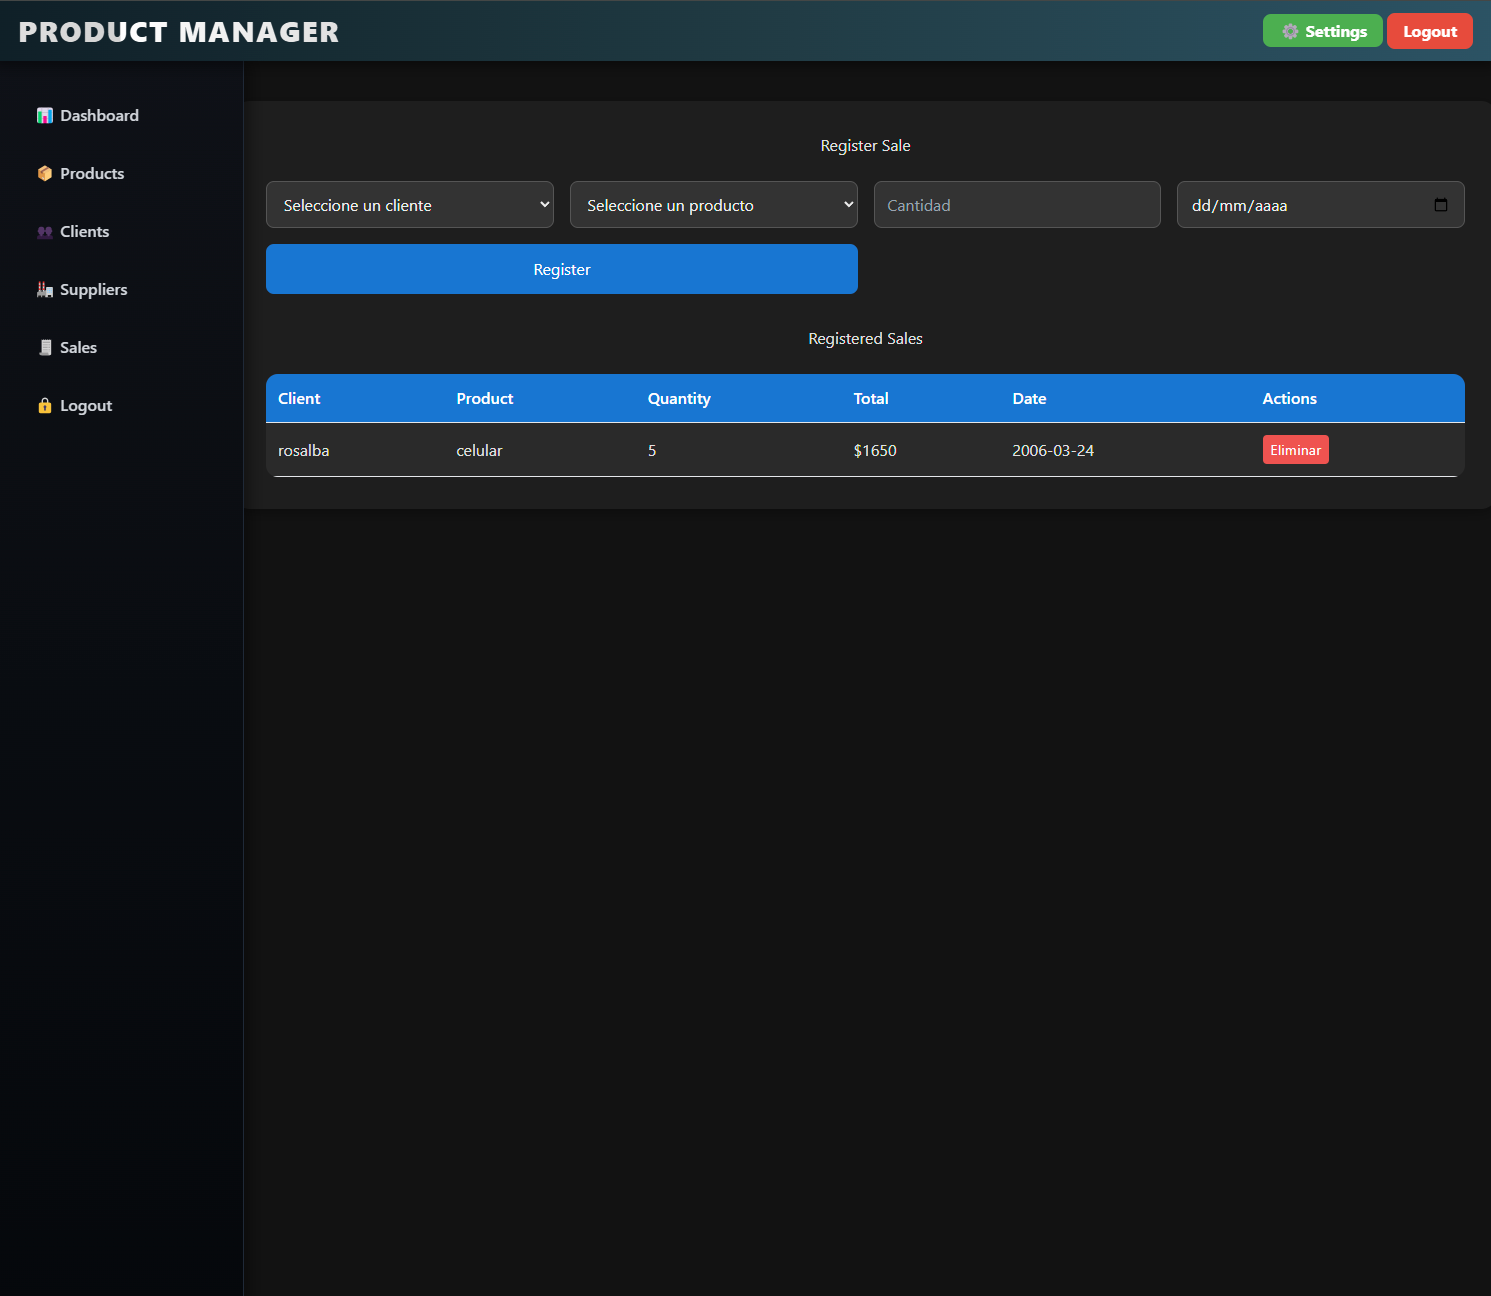 PRODUCT MANAGER
Settings
Logout
Dashboard
Products
Clients
Suppliers
Sales
Logout
Register Sale
Seleccione un cliente
Seleccione un producto
Cantidad
dd/mm/aaaa
Register
Registered Sales
Client Product Quantity Total Date Actions
rosalba celular 5 $1650 2006-03-24 Eliminar